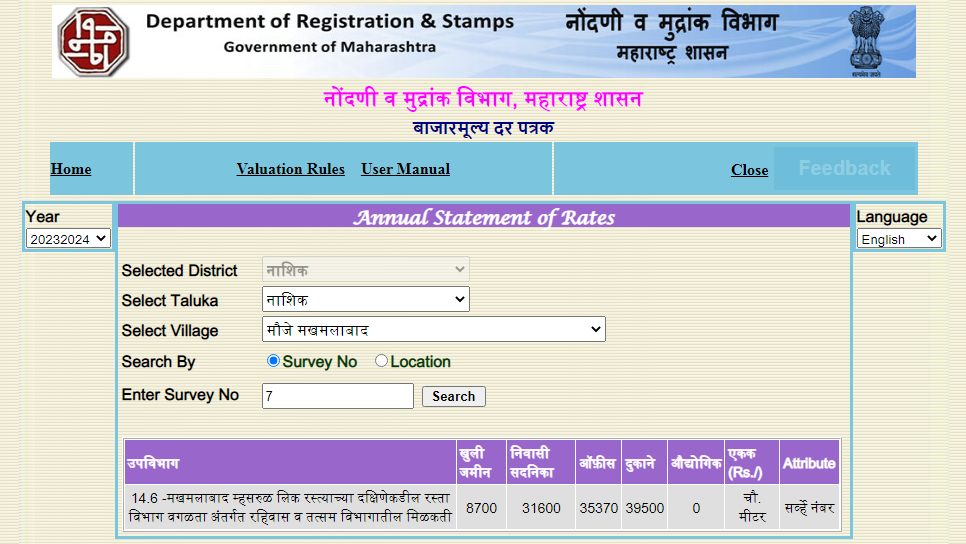 Department of Registration & Stamps
Government of Maharashtra
नोंदणी व मुद्रांक विभाग
महाराष्ट्र शासन
सत्यमेव जयते
नोंदणी व मुद्रांक विभाग, महाराष्ट्र शासन
बाजारमूल्य दर पत्रक
Home Valuation Rules User Manual Close Feedback
Year Annual Statement of Rates Language
20232024 English
Selected District नाशिक
Select Taluka नाशिक
Select Village मौजे मखमलाबाद
Search By Survey No Location
Enter Survey No 7 Search
उपविभाग खुली जमीन निवासी सदनिका ऑफ़ीस दुकाने औद्योगिक एकक (Rs./) Attribute
14.6 -मखमलाबाद म्हसरुळ लिक रस्त्याच्या दक्षिणेकडील रस्ता
विभाग वगळता अंतर्गत रहिवास व तत्सम विभागातील मिळकती 8700 31600 35370 39500 0 चौ. मीटर सर्व्हे नंबर